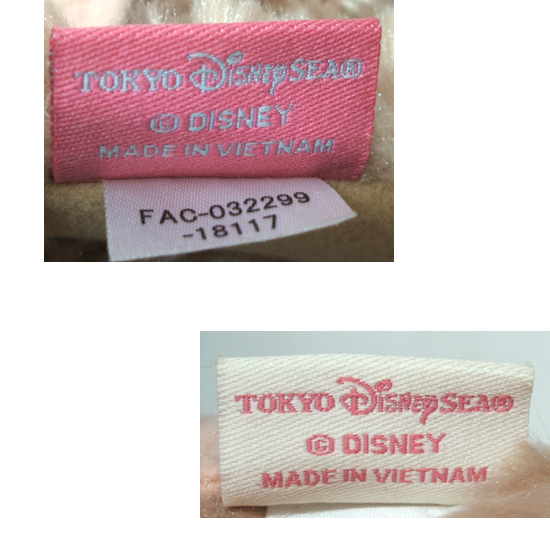 TOKYO DISNEYSEA®
© DISNEY
MADE IN VIETNAM
FAC-032299
-18117
TOKYO DISNEYSEA®
© DISNEY
MADE IN VIETNAM